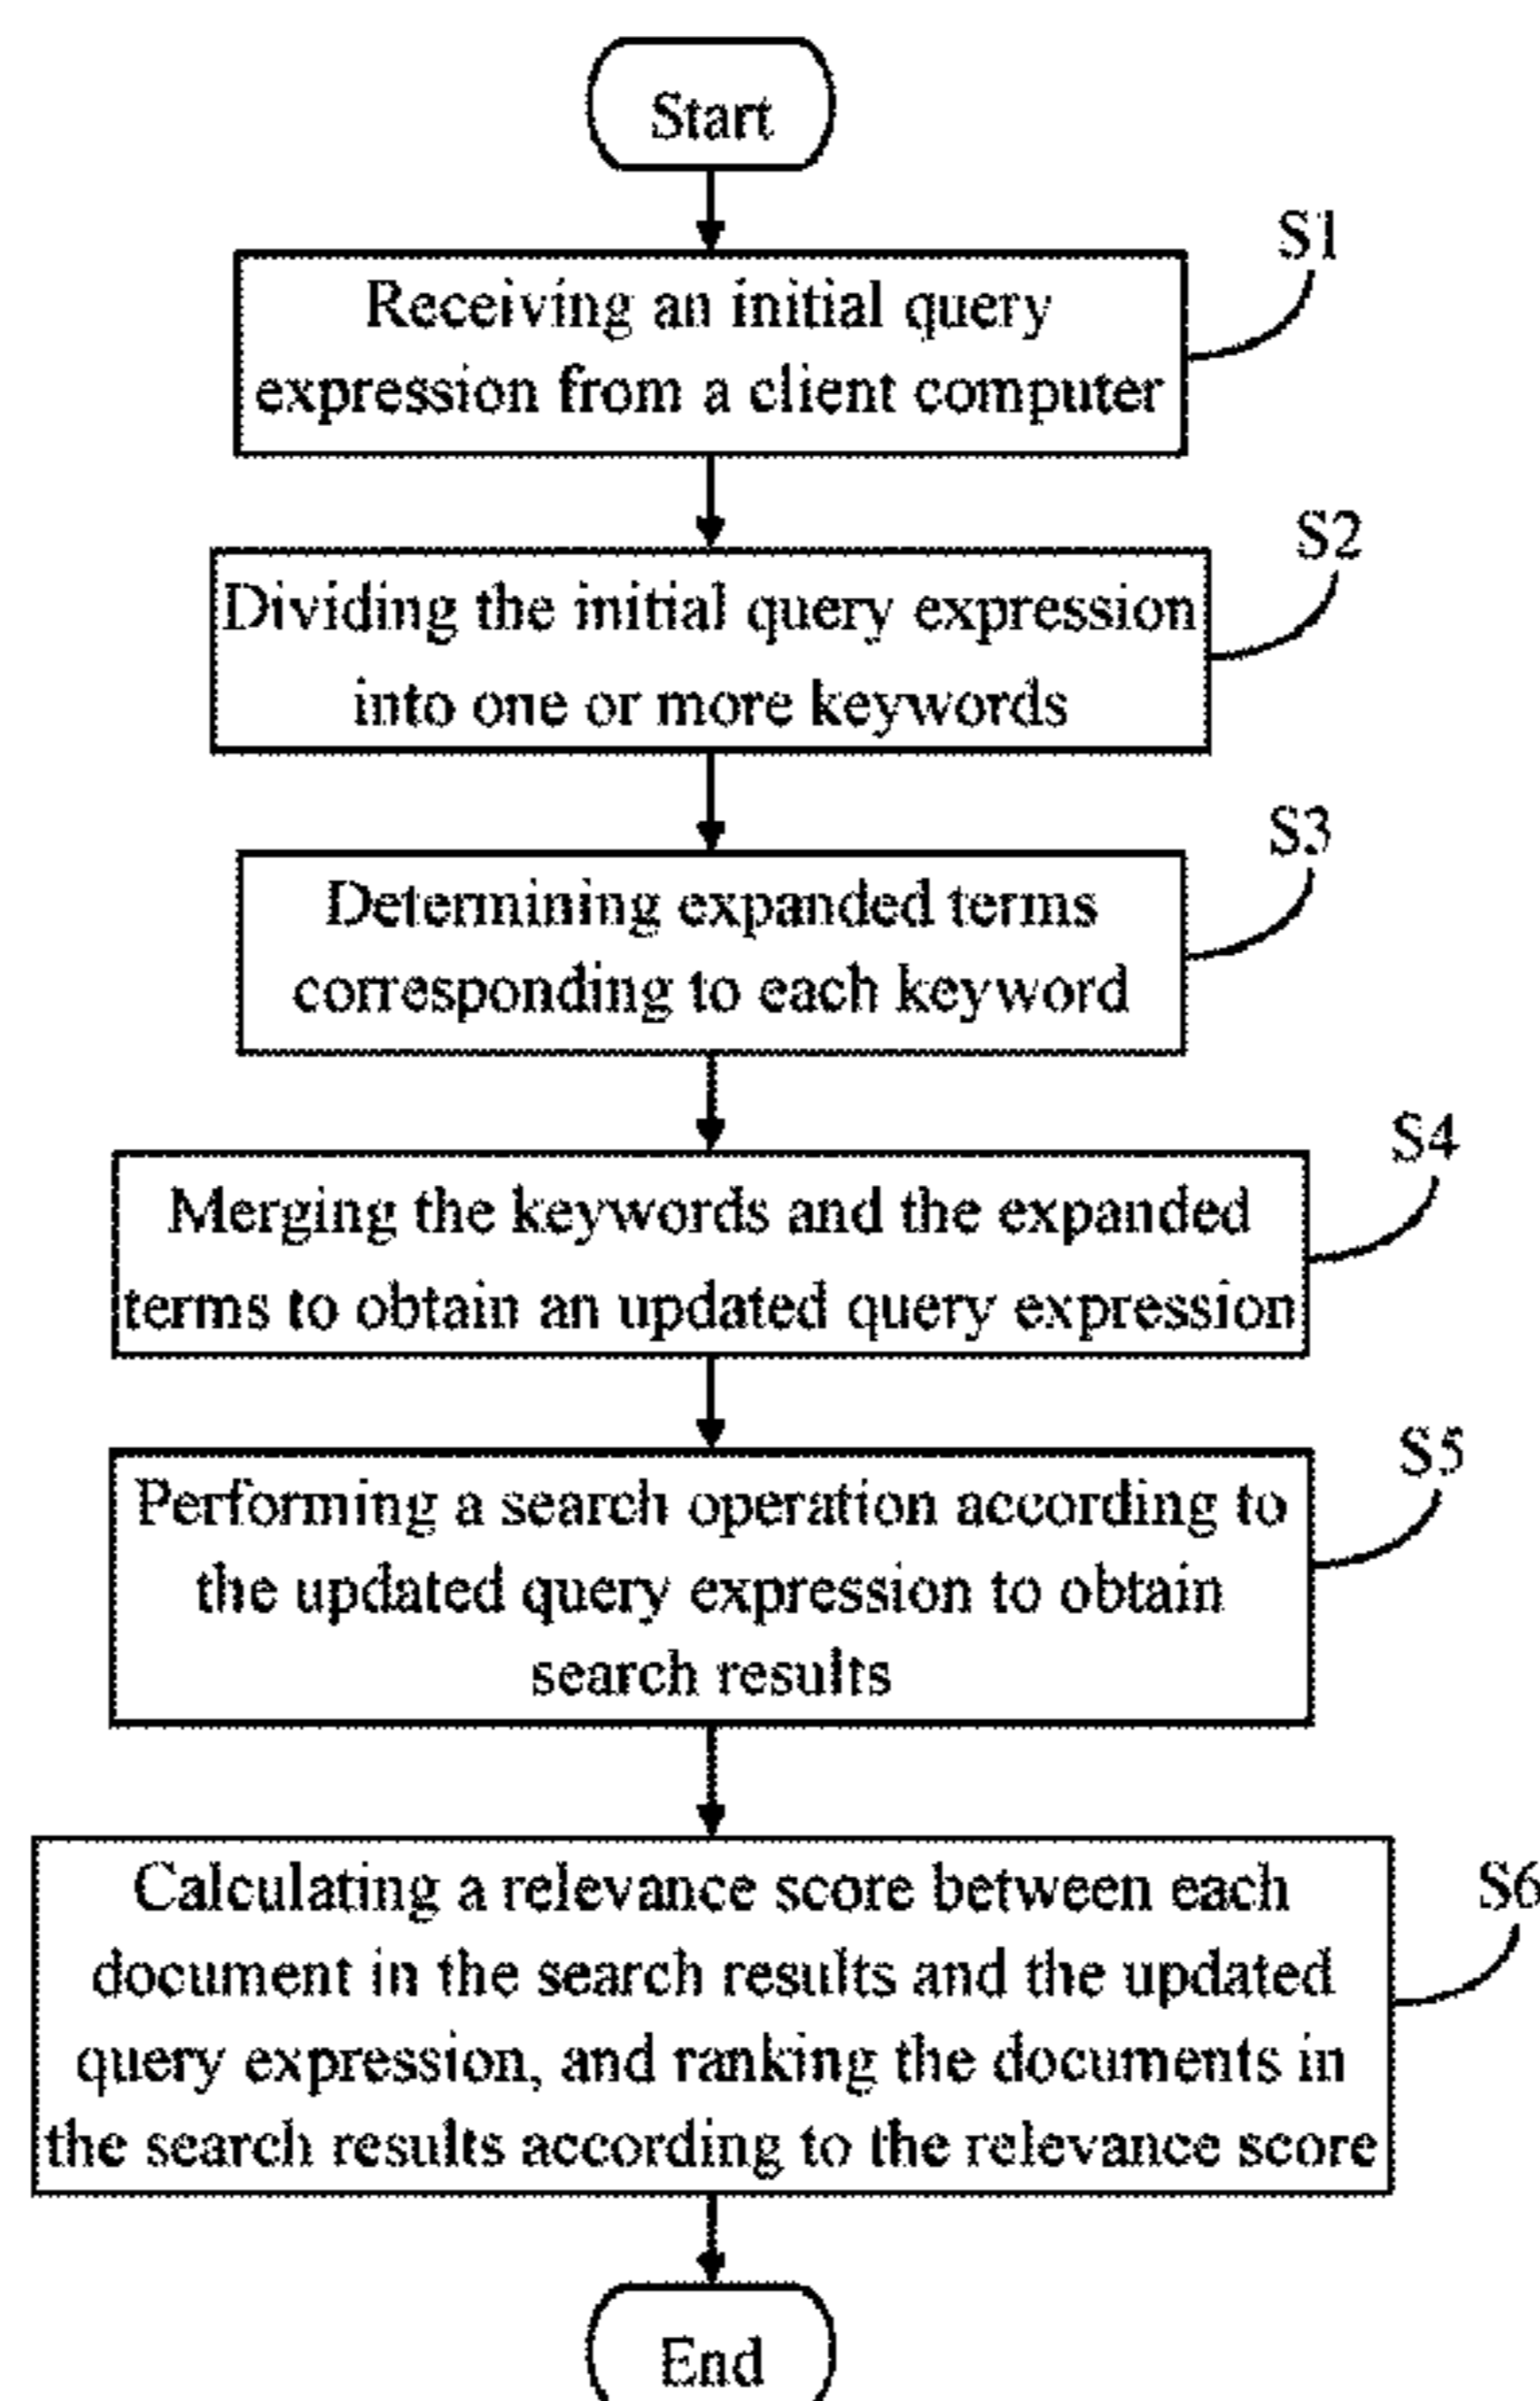 Start
S1
Receiving an initial query
expression from a client computer
S2
Dividing the initial query expression
into one or more keywords
S3
Determining expanded terms
corresponding to each keyword
S4
Merging the keywords and the expanded
terms to obtain an updated query expression
S5
Performing a search operation according to
the updated query expression to obtain
search results
S6
Calculating a relevance score between each
document in the search results and the updated
query expression, and ranking the documents in
the search results according to the relevance score
End